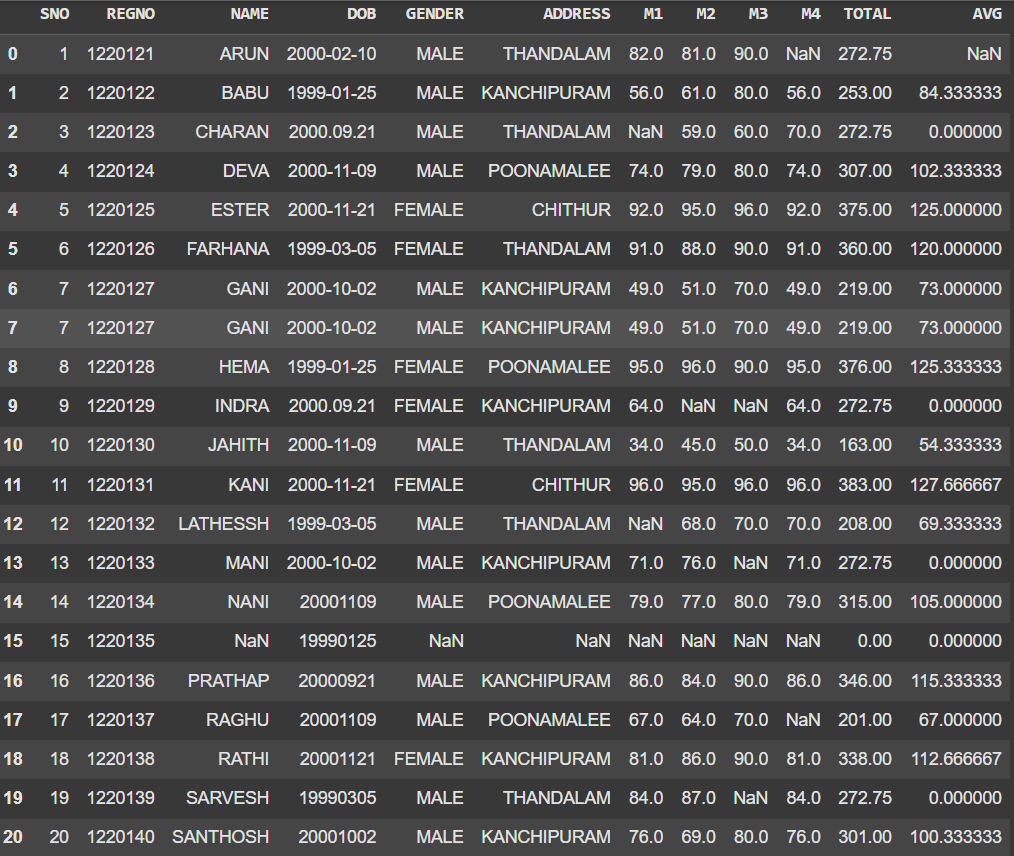 SNO REGNO NAME DOB GENDER ADDRESS M1 M2 M3 M4 TOTAL AVG
0 1 1220121 ARUN 2000-02-10 MALE THANDALAM 82.0 81.0 90.0 NaN 272.75 NaN
1 2 1220122 BABU 1999-01-25 MALE KANCHIPURAM 56.0 61.0 80.0 56.0 253.00 84.333333
2 3 1220123 CHARAN 2000.09.21 MALE THANDALAM NaN 59.0 60.0 70.0 272.75 0.000000
3 4 1220124 DEVA 2000-11-09 MALE POONAMALEE 74.0 79.0 80.0 74.0 307.00 102.333333
4 5 1220125 ESTER 2000-11-21 FEMALE CHITHUR 92.0 95.0 96.0 92.0 375.00 125.000000
5 6 1220126 FARHANA 1999-03-05 FEMALE THANDALAM 91.0 88.0 90.0 91.0 360.00 120.000000
6 7 1220127 GANI 2000-10-02 MALE KANCHIPURAM 49.0 51.0 70.0 49.0 219.00 73.000000
7 7 1220127 GANI 2000-10-02 MALE KANCHIPURAM 49.0 51.0 70.0 49.0 219.00 73.000000
8 8 1220128 HEMA 1999-01-25 FEMALE POONAMALEE 95.0 96.0 90.0 95.0 376.00 125.333333
9 9 1220129 INDRA 2000.09.21 FEMALE KANCHIPURAM 64.0 NaN NaN 64.0 272.75 0.000000
10 10 1220130 JAHITH 2000-11-09 MALE THANDALAM 34.0 45.0 50.0 34.0 163.00 54.333333
11 11 1220131 KANI 2000-11-21 FEMALE CHITHUR 96.0 95.0 96.0 96.0 383.00 127.666667
12 12 1220132 LATHESSH 1999-03-05 MALE THANDALAM NaN 68.0 70.0 70.0 208.00 69.333333
13 13 1220133 MANI 2000-10-02 MALE KANCHIPURAM 71.0 76.0 NaN 71.0 272.75 0.000000
14 14 1220134 NANI 20001109 MALE POONAMALEE 79.0 77.0 80.0 79.0 315.00 105.000000
15 15 1220135 NaN 19990125 NaN NaN NaN NaN NaN NaN 0.00 0.000000
16 16 1220136 PRATHAP 20000921 MALE KANCHIPURAM 86.0 84.0 90.0 86.0 346.00 115.333333
17 17 1220137 RAGHU 20001109 MALE POONAMALEE 67.0 64.0 70.0 NaN 201.00 67.000000
18 18 1220138 RATHI 20001121 FEMALE KANCHIPURAM 81.0 86.0 90.0 81.0 338.00 112.666667
19 19 1220139 SARVESH 19990305 MALE THANDALAM 84.0 87.0 NaN 84.0 272.75 0.000000
20 20 1220140 SANTHOSH 20001002 MALE KANCHIPURAM 76.0 69.0 80.0 76.0 301.00 100.333333